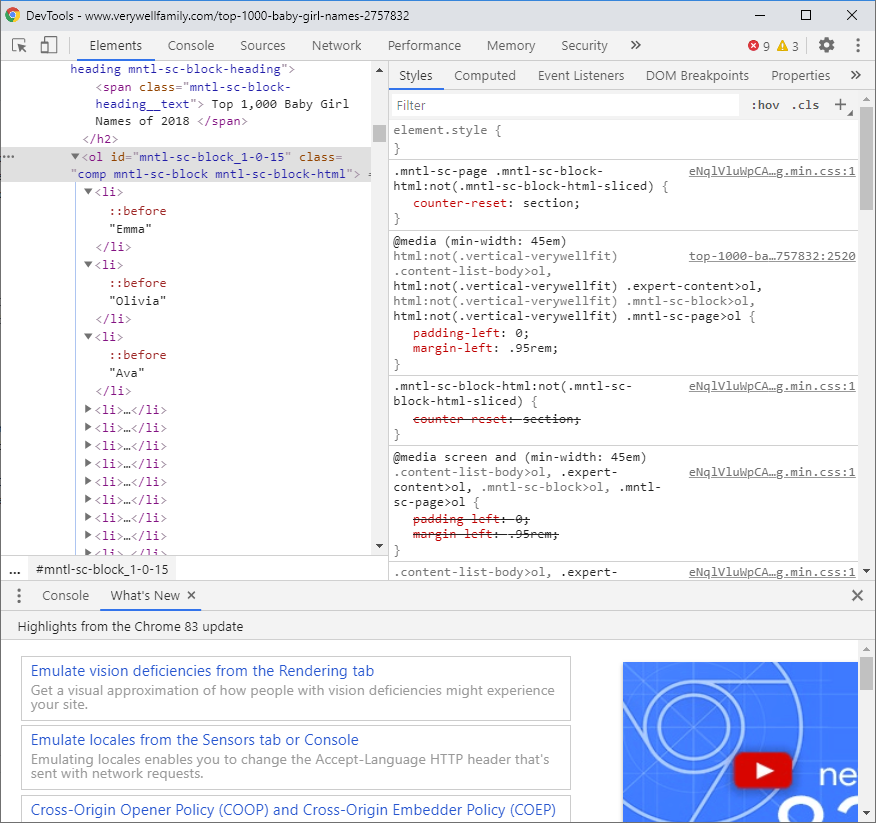 DevTools - www.verywellfamily.com/top-1000-baby-girl-names-2757832
Elements Console Sources Network Performance Memory Security » 9 3
heading mntl-sc-block-heading">
<span class="mntl-sc-block-
heading__text"> Top 1,000 Baby Girl
Names of 2018 </span>
</h2>
<ol id="mntl-sc-block_1-0-15" class=
"comp mntl-sc-block mntl-sc-block-html"> =
<li>
::before
"Emma"
</li>
<li>
::before
"Olivia"
</li>
<li>
::before
"Ava"
</li>
<li>…</li>
<li>…</li>
<li>…</li>
<li>…</li>
<li>…</li>
<li>…</li>
<li>…</li>
<li>…</li>
<li>…</li>
... #mntl-sc-block_1-0-15
Styles Computed Event Listeners DOM Breakpoints Properties »
Filter :hov .cls +
element.style {
}
.mntl-sc-page .mntl-sc-block- eNqlVluWpCA…g.min.css:1
html:not(.mntl-sc-block-html-sliced) {
counter-reset: section;
}
@media (min-width: 45em)
html:not(.vertical-verywellfit) top-1000-ba…757832:2520
.content-list-body>ol,
html:not(.vertical-verywellfit) .expert-content>ol,
html:not(.vertical-verywellfit) .mntl-sc-block>ol,
html:not(.vertical-verywellfit) .mntl-sc-page>ol {
padding-left: 0;
margin-left: .95rem;
}
.mntl-sc-block-html:not(.mntl-sc- eNqlVluWpCA…g.min.css:1
block-html-sliced) {
counter-reset: section;
}
@media screen and (min-width: 45em)
.content-list-body>ol, .expert- eNqlVluWpCA…g.min.css:1
content>ol, .mntl-sc-block>ol, .mntl-
sc-page>ol {
padding-left: 0;
margin-left: .95rem;
}
.content-list-body>ol, .expert- eNqlVluWpCA…g.min.css:1
Console What's New ×
Highlights from the Chrome 83 update
Emulate vision deficiencies from the Rendering tab
Get a visual approximation of how people with vision deficiencies might experience
your site.
Emulate locales from the Sensors tab or Console
Emulating locales enables you to change the Accept-Language HTTP header that's
sent with network requests.
Cross-Origin Opener Policy (COOP) and Cross-Origin Embedder Policy (COEP)
ne
83